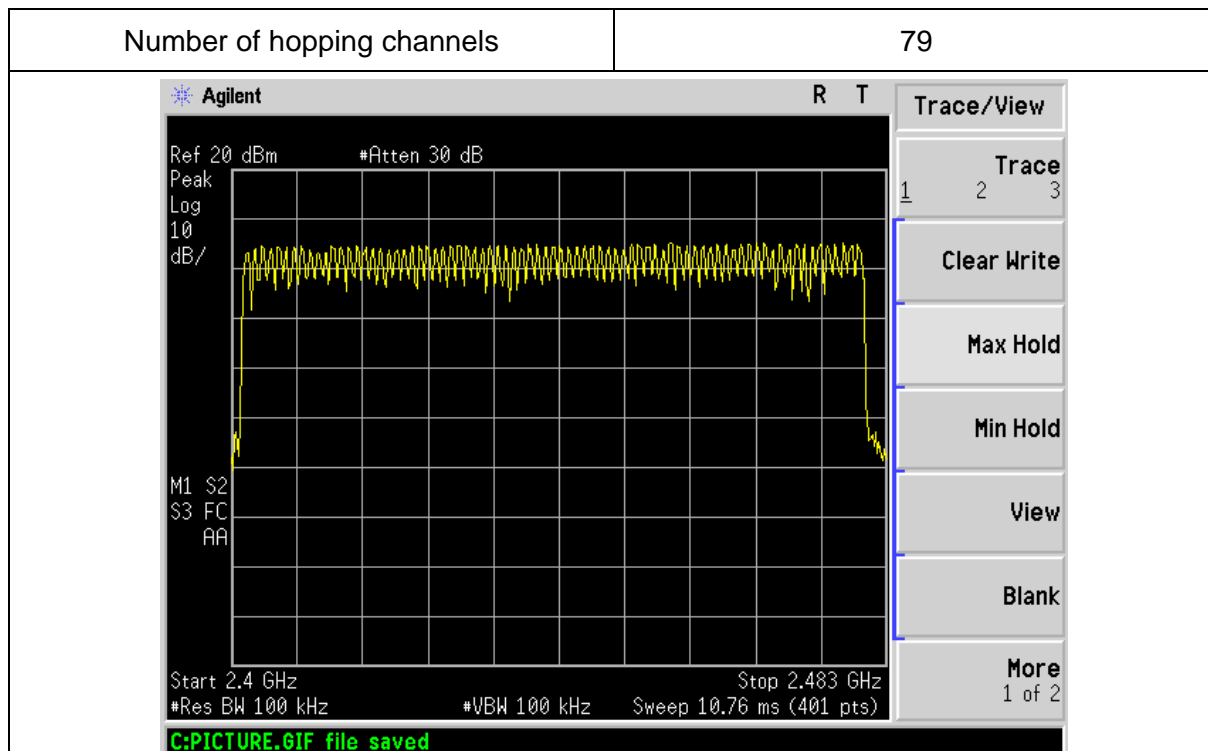 Number of hopping channels 79
Agilent R T
Trace/View
Ref 20 dBm #Atten 30 dB
Peak
Log
10
dB/
M1 S2
S3 FC
AA
Start 2.4 GHz Stop 2.483 GHz
#Res BW 100 kHz #VBW 100 kHz Sweep 10.76 ms (401 pts)
C:PICTURE.GIF file saved
Trace
1 2 3
Clear Write
Max Hold
Min Hold
View
Blank
More
1 of 2